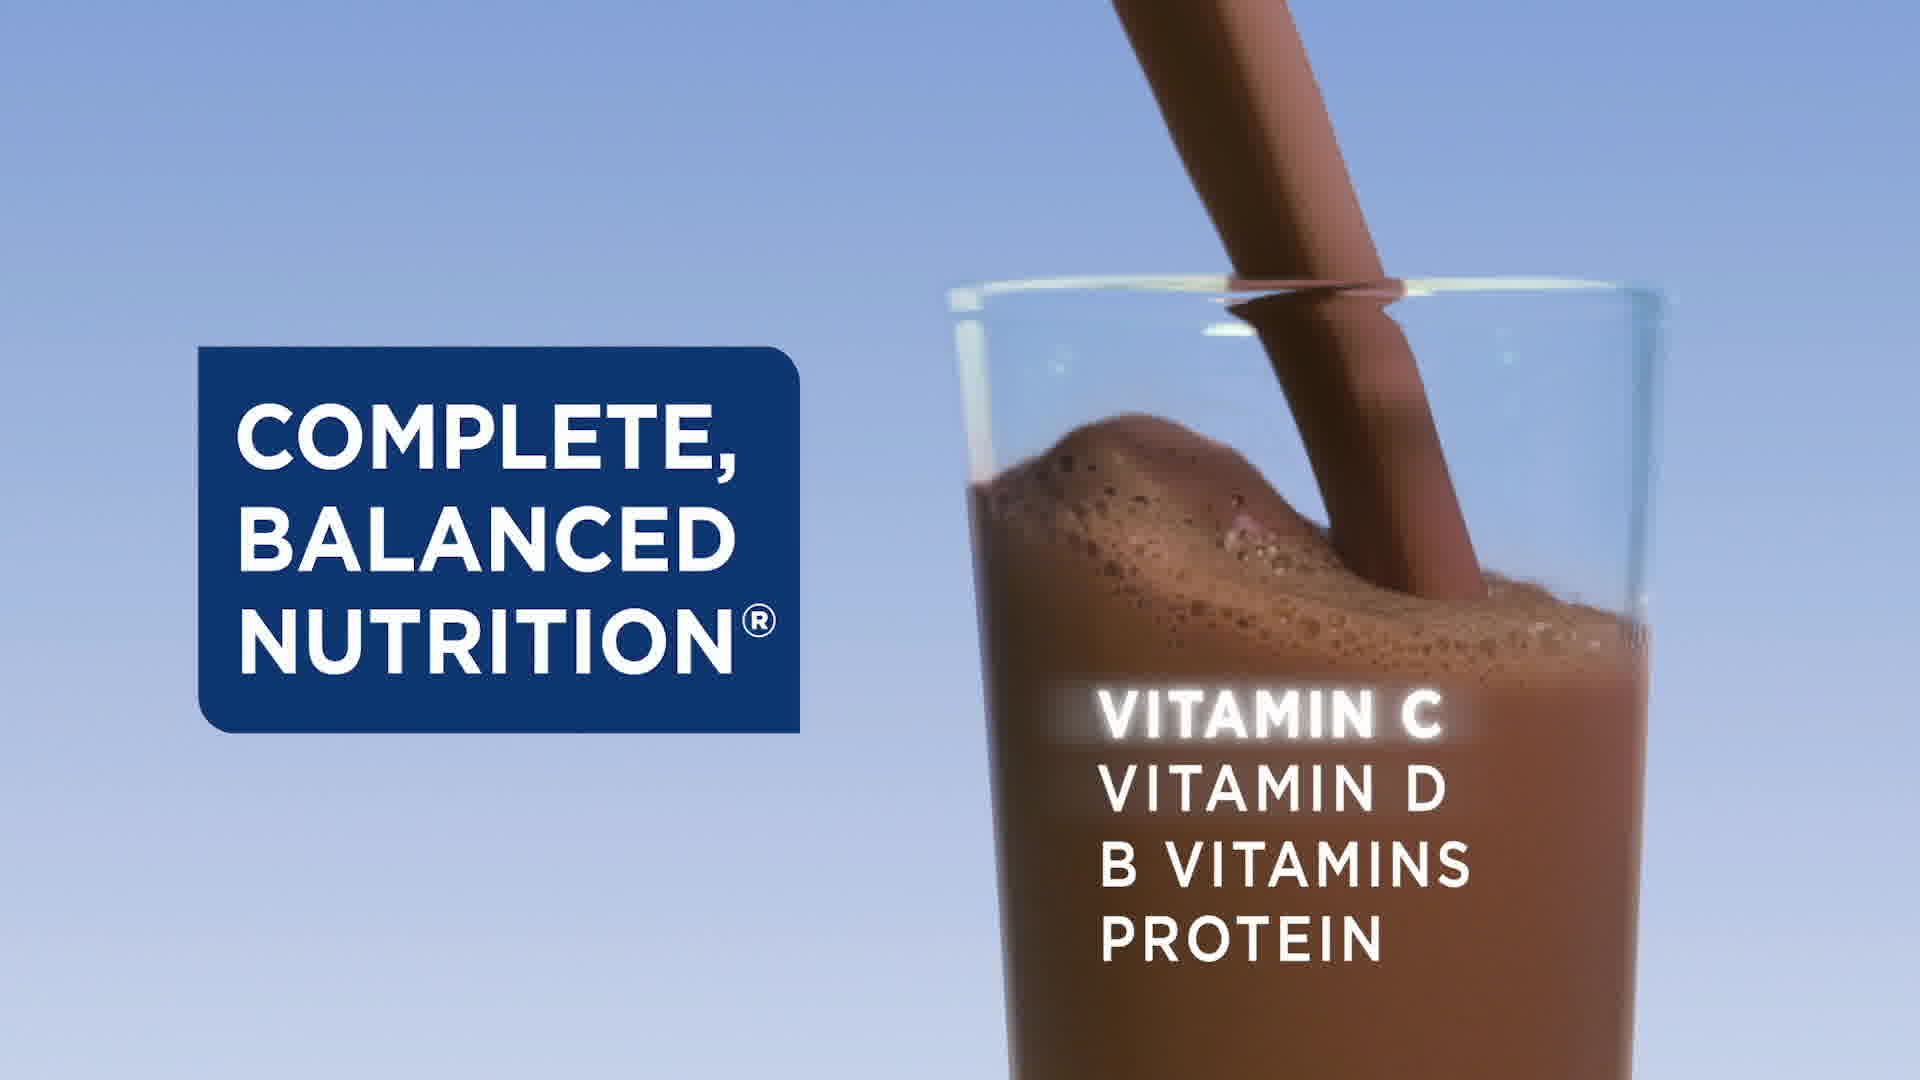 COMPLETE,
BALANCED
NUTRITION®
VITAMIN C
VITAMIN D
B VITAMINS
PROTEIN